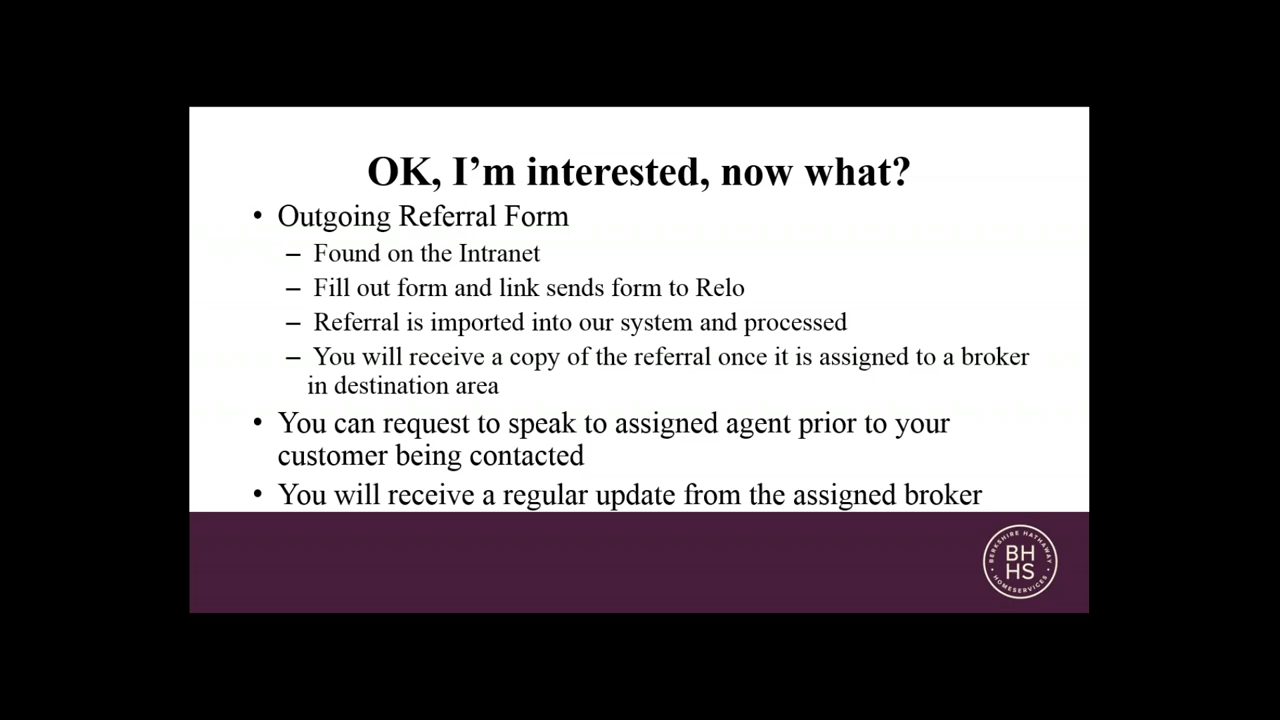 OK, I’m interested, now what?
• Outgoing Referral Form
– Found on the Intranet
– Fill out form and link sends form to Relo
– Referral is imported into our system and processed
– You will receive a copy of the referral once it is assigned to a broker
in destination area
• You can request to speak to assigned agent prior to your
customer being contacted
• You will receive a regular update from the assigned broker
BERKSHIRE HATHAWAY
BH
HS
HOMESERVICES